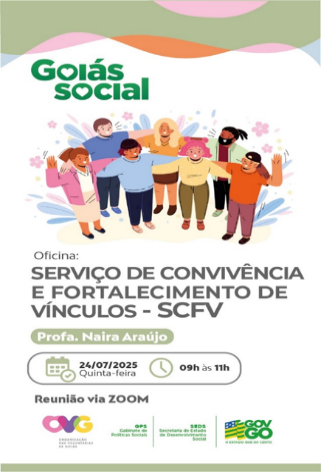 Goiás
social
Oficina:
SERVIÇO DE CONVIVÊNCIA
E FORTALECIMENTO DE
VÍNCULOS - SCFV
Profa. Naira Araújo
24/07/2025
Quinta-feira
09h às 11h
Reunião via ZOOM
OVG
ORGANIZAÇÃO
DAS VOLUNTÁRIAS
DE GOIÁS
GPS
Gabinete de
Políticas Sociais
SEDS
Secretaria de Estado
de Desenvolvimento
Social
GOV
GO
O ESTADO QUE DÁ CERTO